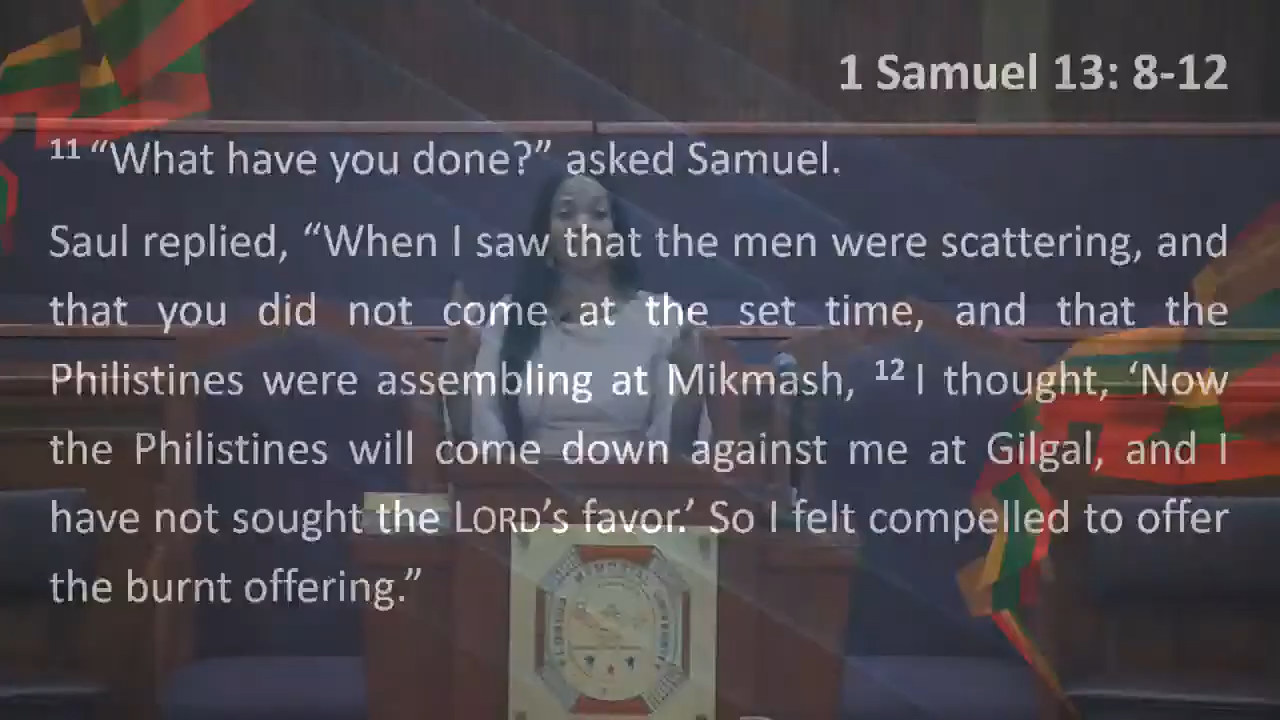 1 Samuel 13: 8-12
11 “What have you done?” asked Samuel.
Saul replied, “When I saw that the men were scattering, and
that you did not come at the set time, and that the
Philistines were assembling at Mikmash, 12 I thought, ‘Now
the Philistines will come down against me at Gilgal, and I
have not sought the LORD’s favor.’ So I felt compelled to offer
the burnt offering.”